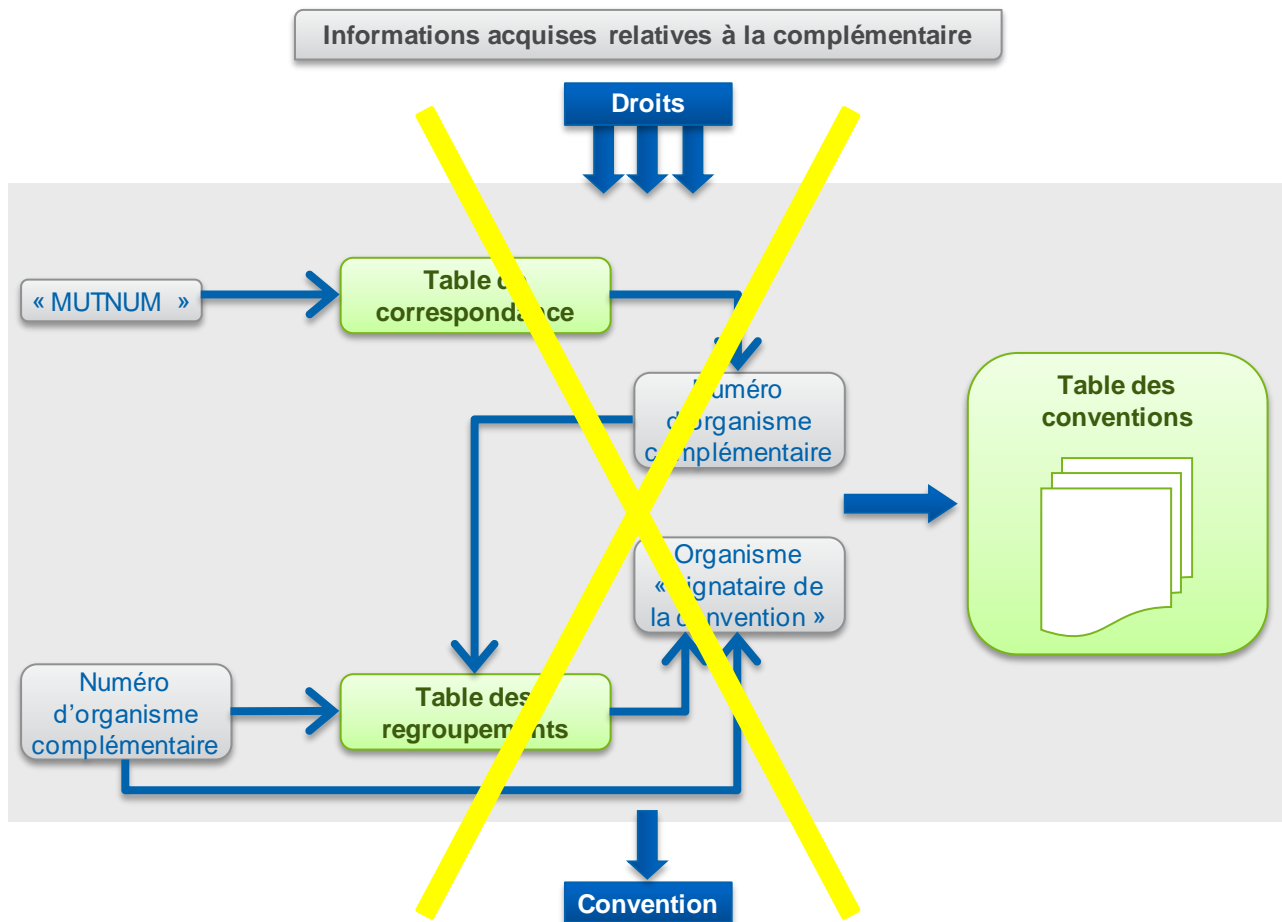 Informations acquises relatives à la complémentaire
Droits
« MUTNUM »
Table de
correspondance
Numéro
d'organisme
complémentaire
Table des
conventions
Organisme
« signataire de
la convention »
Numéro
d'organisme
complémentaire
Table des
regroupements
Convention